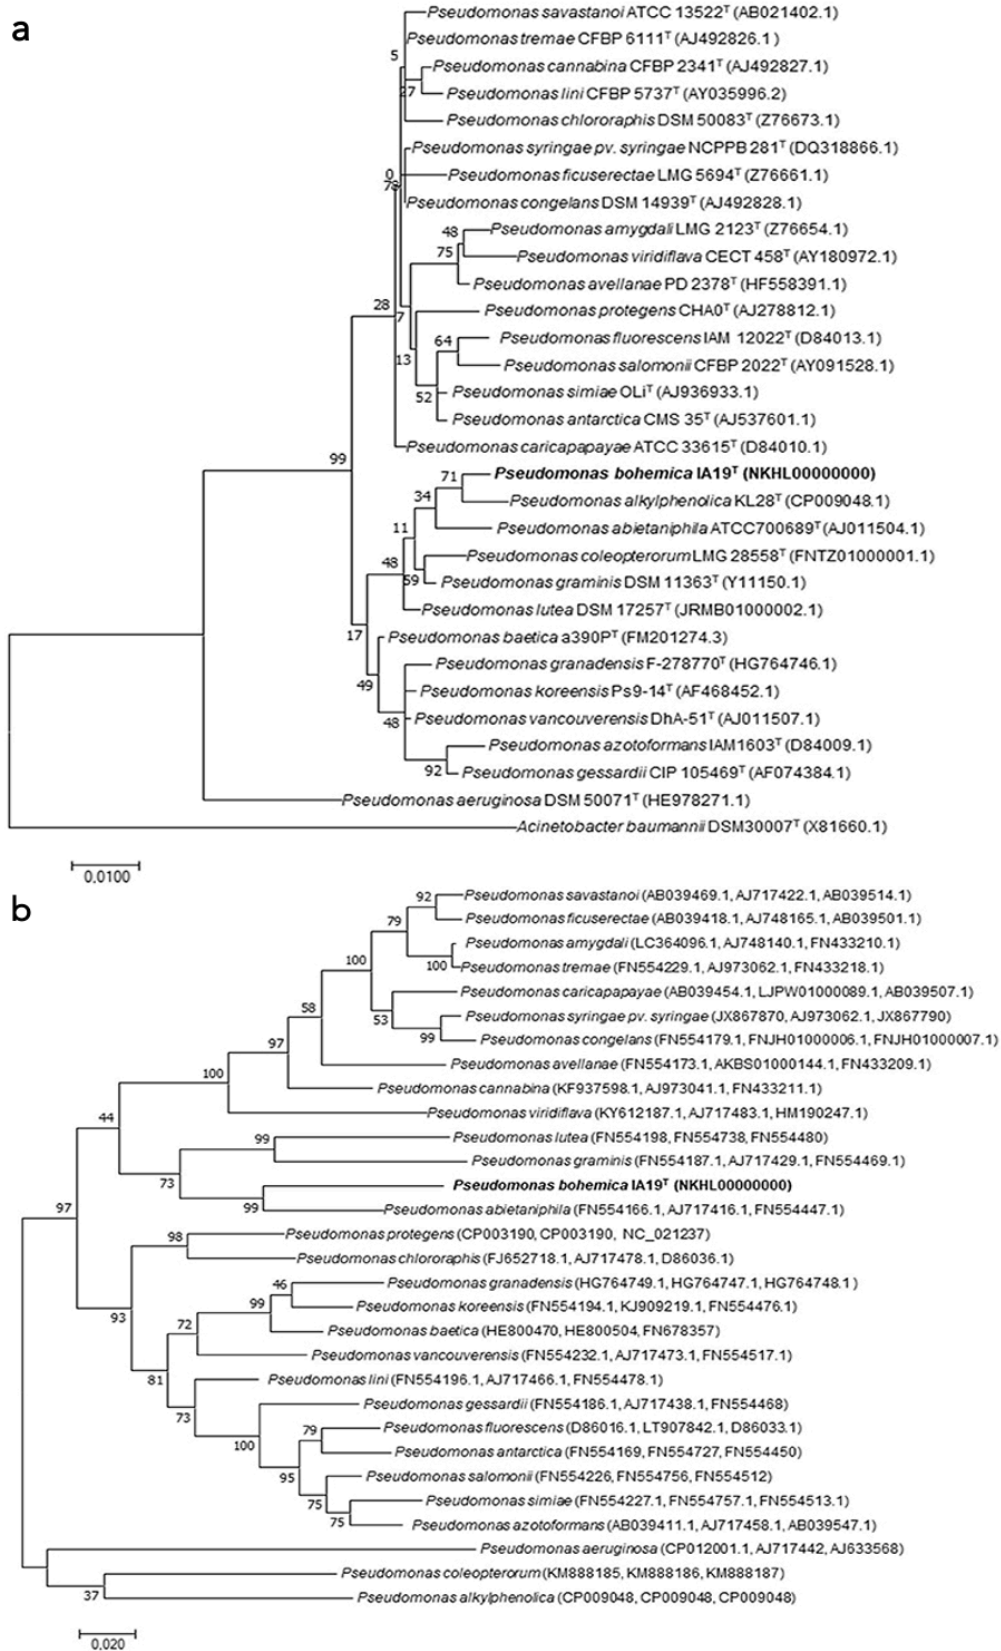 a
Pseudomonas savastanoi ATCC 13522ᵀ (AB021402.1)
Pseudomonas tremae CFBP 6111ᵀ (AJ492826.1)
5
Pseudomonas cannabina CFBP 2341ᵀ (AJ492827.1)
27
Pseudomonas lini CFBP 5737ᵀ (AY035996.2)
Pseudomonas chlororaphis DSM 50083ᵀ (Z76673.1)
Pseudomonas syringae pv. syringae NCPPB 281ᵀ (DQ318866.1)
0
Pseudomonas ficuserectae LMG 5694ᵀ (Z76661.1)
78
Pseudomonas congelans DSM 14939ᵀ (AJ492828.1)
48
Pseudomonas amygdali LMG 2123ᵀ (Z76654.1)
75
Pseudomonas viridiflava CECT 458ᵀ (AY180972.1)
Pseudomonas avellanae PD 2378ᵀ (HF558391.1)
28
7
Pseudomonas protegens CHA0ᵀ (AJ278812.1)
64
Pseudomonas fluorescens IAM 12022ᵀ (D84013.1)
13
Pseudomonas salomonii CFBP 2022ᵀ (AY091528.1)
52
Pseudomonas simiae OLiᵀ (AJ936933.1)
Pseudomonas antarctica CMS 35ᵀ (AJ537601.1)
Pseudomonas caricapapayae ATCC 33615ᵀ (D84010.1)
99
71
Pseudomonas bohemica IA19ᵀ (NKHL00000000)
34
Pseudomonas alkylphenolica KL28ᵀ (CP009048.1)
11
Pseudomonas abietaniphila ATCC700689ᵀ (AJ011504.1)
48
Pseudomonas coleopterorum LMG 28558ᵀ (FNTZ01000001.1)
59
Pseudomonas graminis DSM 11363ᵀ (Y11150.1)
Pseudomonas lutea DSM 17257ᵀ (JRMB01000002.1)
17
Pseudomonas baetica a390Pᵀ (FM201274.3)
Pseudomonas granadensis F-278770ᵀ (HG764746.1)
49
Pseudomonas koreensis Ps9-14ᵀ (AF468452.1)
48
Pseudomonas vancouverensis DhA-51ᵀ (AJ011507.1)
Pseudomonas azotoformans IAM1603ᵀ (D84009.1)
92
Pseudomonas gessardii CIP 105469ᵀ (AF074384.1)
Pseudomonas aeruginosa DSM 50071ᵀ (HE978271.1)
Acinetobacter baumannii DSM30007ᵀ (X81660.1)
0,0100
b
92
Pseudomonas savastanoi (AB039469.1, AJ717422.1, AB039514.1)
79
Pseudomonas ficuserectae (AB039418.1, AJ748165.1, AB039501.1)
Pseudomonas amygdali (LC364096.1, AJ748140.1, FN433210.1)
100
100
Pseudomonas tremae (FN554229.1, AJ973062.1, FN433218.1)
Pseudomonas caricapapayae (AB039454.1, LJPW01000089.1, AB039507.1)
58
53
Pseudomonas syringae pv. syringae (JX867870, AJ973062.1, JX867790)
99
Pseudomonas congelans (FN554179.1, FNJH01000006.1, FNJH01000007.1)
97
Pseudomonas avellanae (FN554173.1, AKBS01000144.1, FN433209.1)
100
Pseudomonas cannabina (KF937598.1, AJ973041.1, FN433211.1)
44
Pseudomonas viridiflava (KY612187.1, AJ717483.1, HM190247.1)
99
Pseudomonas lutea (FN554198, FN554738, FN554480)
Pseudomonas graminis (FN554187.1, AJ717429.1, FN554469.1)
73
Pseudomonas bohemica IA19ᵀ (NKHL00000000)
97
99
Pseudomonas abietaniphila (FN554166.1, AJ717416.1, FN554447.1)
98
Pseudomonas protegens (CP003190, CP003190, NC_021237)
Pseudomonas chlororaphis (FJ652718.1, AJ717478.1, D86036.1)
46
Pseudomonas granadensis (HG764749.1, HG764747.1, HG764748.1)
99
Pseudomonas koreensis (FN554194.1, KJ909219.1, FN554476.1)
93
72
Pseudomonas baetica (HE800470, HE800504, FN678357)
Pseudomonas vancouverensis (FN554232.1, AJ717473.1, FN554517.1)
81
Pseudomonas lini (FN554196.1, AJ717466.1, FN554478.1)
Pseudomonas gessardii (FN554186.1, AJ717438.1, FN554468)
73
79
Pseudomonas fluorescens (D86016.1, LT907842.1, D86033.1)
100
Pseudomonas antarctica (FN554169, FN554727, FN554450)
95
Pseudomonas salomonii (FN554226, FN554756, FN554512)
75
Pseudomonas simiae (FN554227.1, FN554757.1, FN554513.1)
75
Pseudomonas azotoformans (AB039411.1, AJ717458.1, AB039547.1)
Pseudomonas aeruginosa (CP012001.1, AJ717442, AJ633568)
Pseudomonas coleopterorum (KM888185, KM888186, KM888187)
37
Pseudomonas alkylphenolica (CP009048, CP009048, CP009048)
0,020